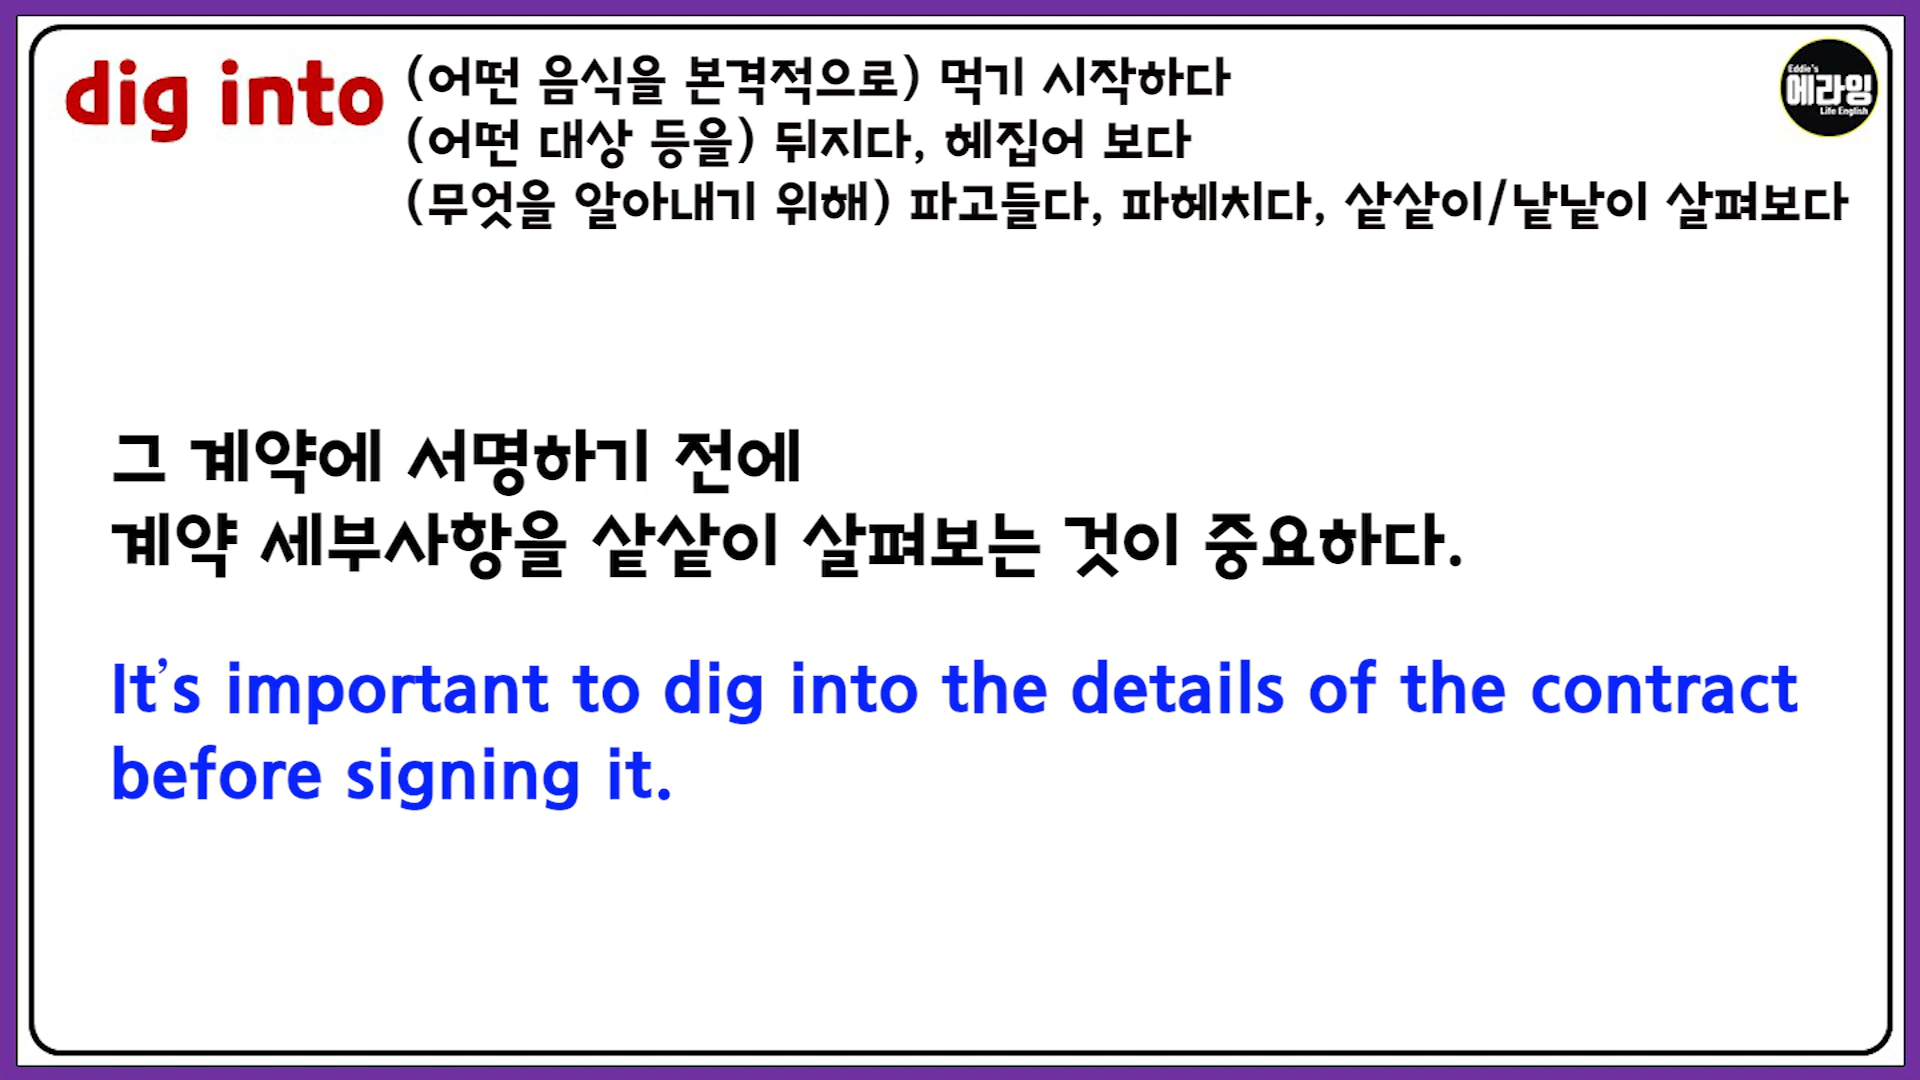 dig into (어떤 음식을 본격적으로) 먹기 시작하다
(어떤 대상 등을) 뒤지다, 헤집어 보다
(무엇을 알아내기 위해) 파고들다, 파헤치다, 샅샅이/낱낱이 살펴보다
Eddie's
에라잉
Life English
그 계약에 서명하기 전에
계약 세부사항을 샅샅이 살펴보는 것이 중요하다.
It’s important to dig into the details of the contract
before signing it.